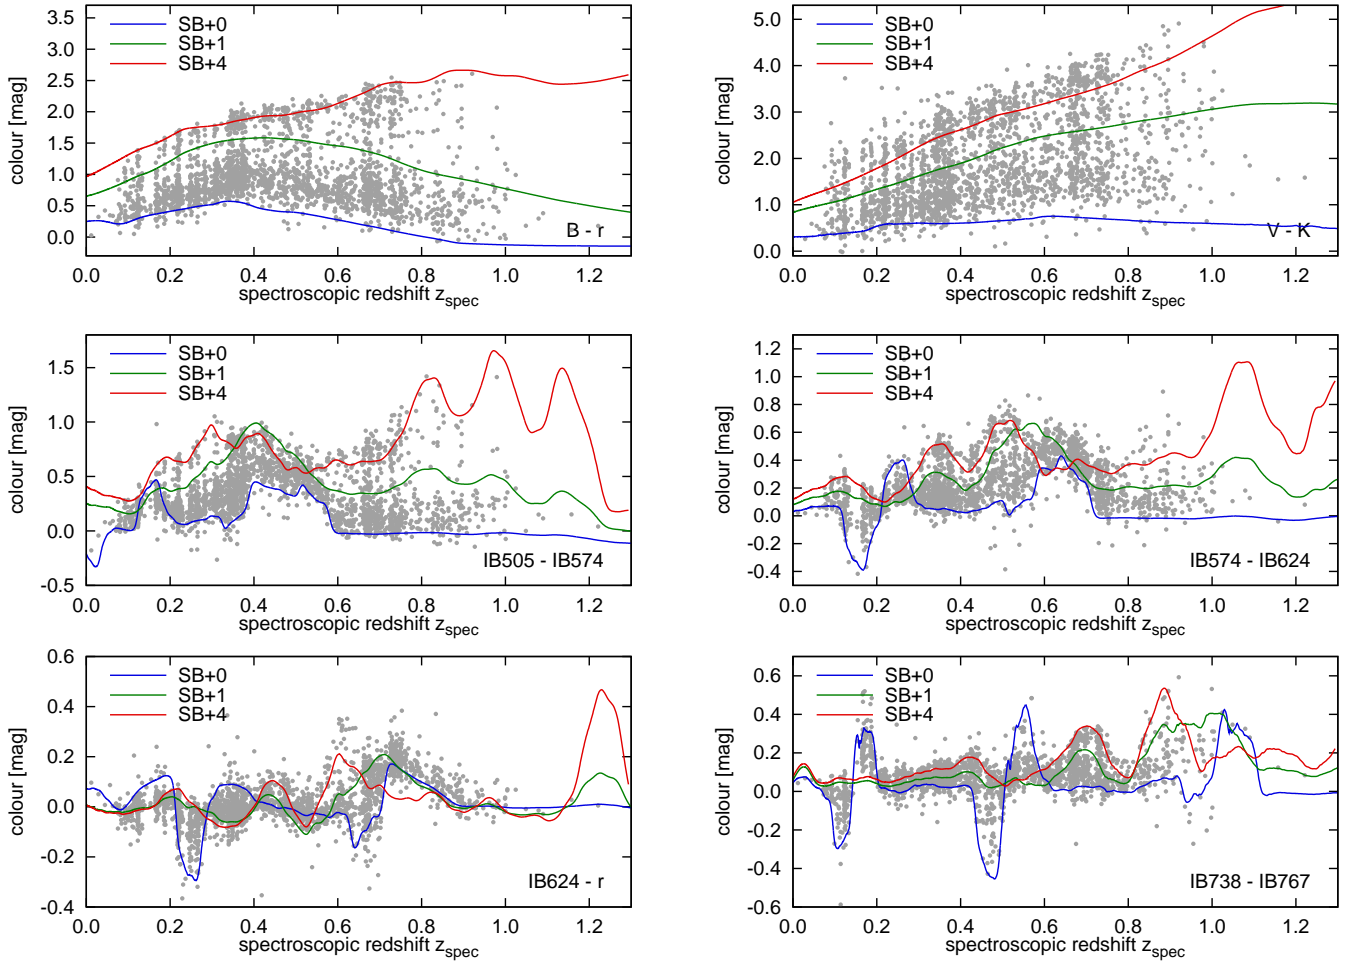 3.5
3.0
2.5
2.0
1.5
1.0
0.5
0.0
colour [mag]
SB+0
SB+1
SB+4
B - r
0.0 0.2 0.4 0.6 0.8 1.0 1.2
spectroscopic redshift z_spec
5.0
4.0
3.0
2.0
1.0
0.0
colour [mag]
SB+0
SB+1
SB+4
V - K
0.0 0.2 0.4 0.6 0.8 1.0 1.2
spectroscopic redshift z_spec
1.5
1.0
0.5
0.0
-0.5
colour [mag]
SB+0
SB+1
SB+4
IB505 - IB574
0.0 0.2 0.4 0.6 0.8 1.0 1.2
spectroscopic redshift z_spec
1.2
1.0
0.8
0.6
0.4
0.2
0.0
-0.2
-0.4
colour [mag]
SB+0
SB+1
SB+4
IB574 - IB624
0.0 0.2 0.4 0.6 0.8 1.0 1.2
spectroscopic redshift z_spec
0.6
0.4
0.2
0.0
-0.2
-0.4
colour [mag]
SB+0
SB+1
SB+4
IB624 - r
0.0 0.2 0.4 0.6 0.8 1.0 1.2
spectroscopic redshift z_spec
0.6
0.4
0.2
0.0
-0.2
-0.4
-0.6
colour [mag]
SB+0
SB+1
SB+4
IB738 - IB767
0.0 0.2 0.4 0.6 0.8 1.0 1.2
spectroscopic redshift z_spec